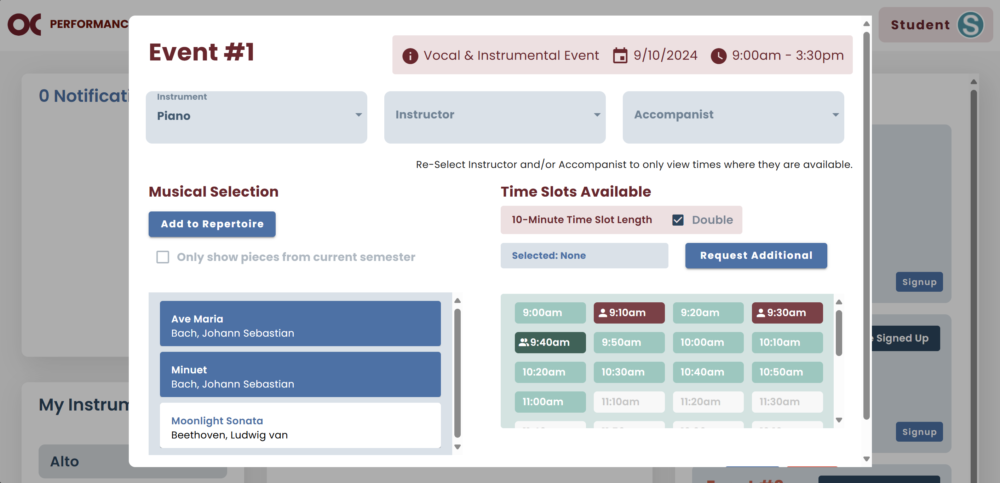 OC PERFORMANC
Student S
Event #1
Vocal & Instrumental Event 9/10/2024 9:00am - 3:30pm
0 Notificati
Instrument
Piano
Instructor
Accompanist
Re-Select Instructor and/or Accompanist to only view times where they are available.
Musical Selection
Add to Repertoire
Only show pieces from current semester
Ave Maria
Bach, Johann Sebastian
Minuet
Bach, Johann Sebastian
Moonlight Sonata
Beethoven, Ludwig van
Time Slots Available
10-Minute Time Slot Length Double
Selected: None
Request Additional
9:00am 9:10am 9:20am 9:30am
9:40am 9:50am 10:00am 10:10am
10:20am 10:30am 10:40am 10:50am
11:00am 11:10am 11:20am 11:30am
Signup
Signed Up
Signup
My Instrum
Alto